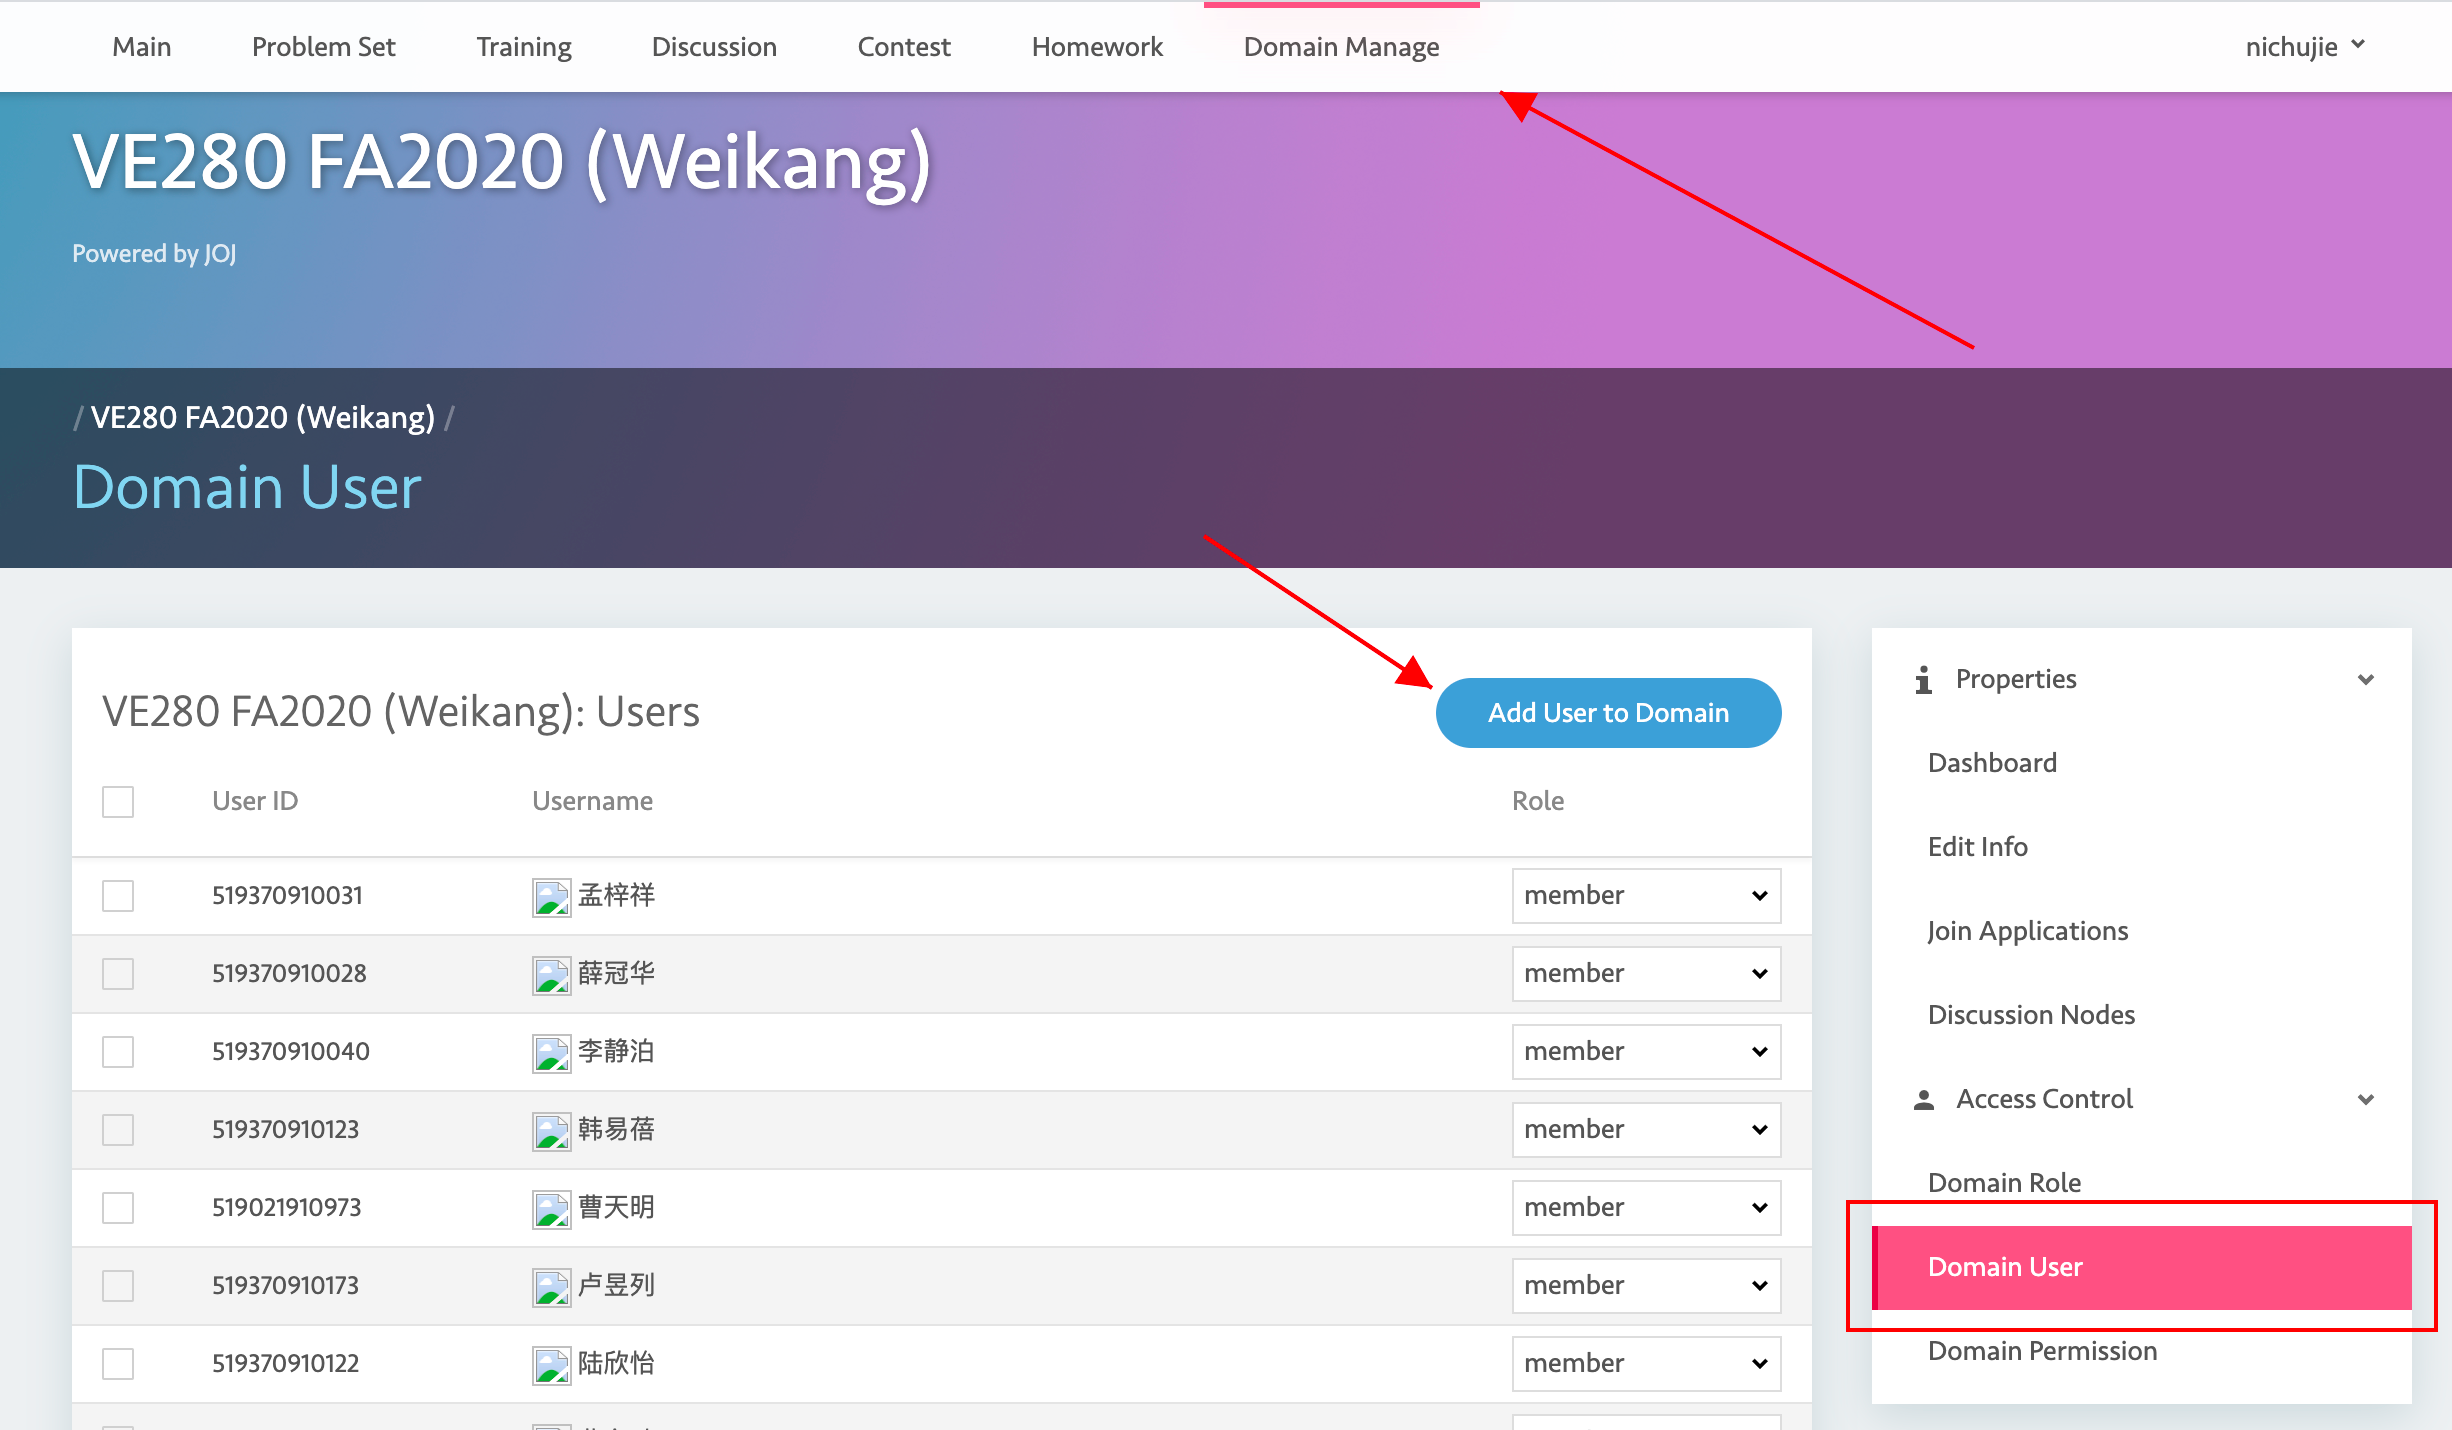 Main Problem Set Training Discussion Contest Homework Domain Manage nichujie
VE280 FA2020 (Weikang)
Powered by JOJ
/ VE280 FA2020 (Weikang) /
Domain User
VE280 FA2020 (Weikang): Users Add User to Domain
User ID Username Role
519370910031 孟梓祥 member
519370910028 薛冠华 member
519370910040 李静泊 member
519370910123 韩易蓓 member
519021910973 曹天明 member
519370910173 卢昱列 member
519370910122 陆欣怡 member
Properties
Dashboard
Edit Info
Join Applications
Discussion Nodes
Access Control
Domain Role
Domain User
Domain Permission